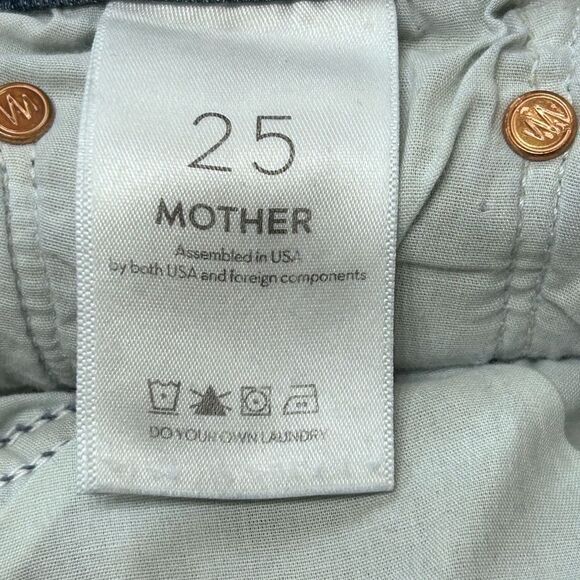 25
MOTHER
Assembled in USA
by both USA and foreign components
DO YOUR OWN LAUNDRY